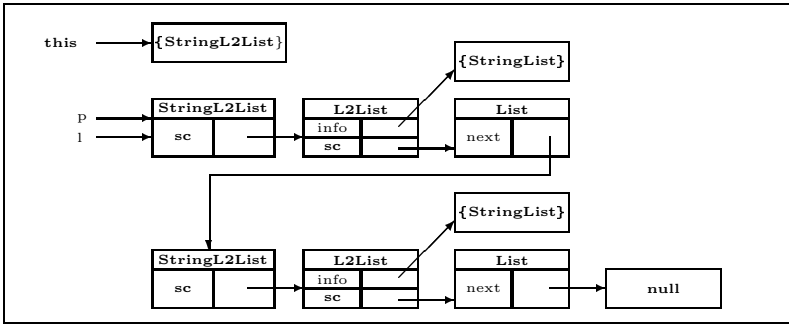 this {StringL2List}
{StringList}
StringL2List L2List List
p
info
l sc next
sc
{StringList}
StringL2List L2List List
info
sc next null
sc